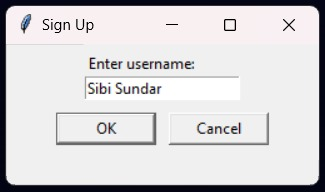 Sign Up
Enter username:
Sibi Sundar
OK Cancel